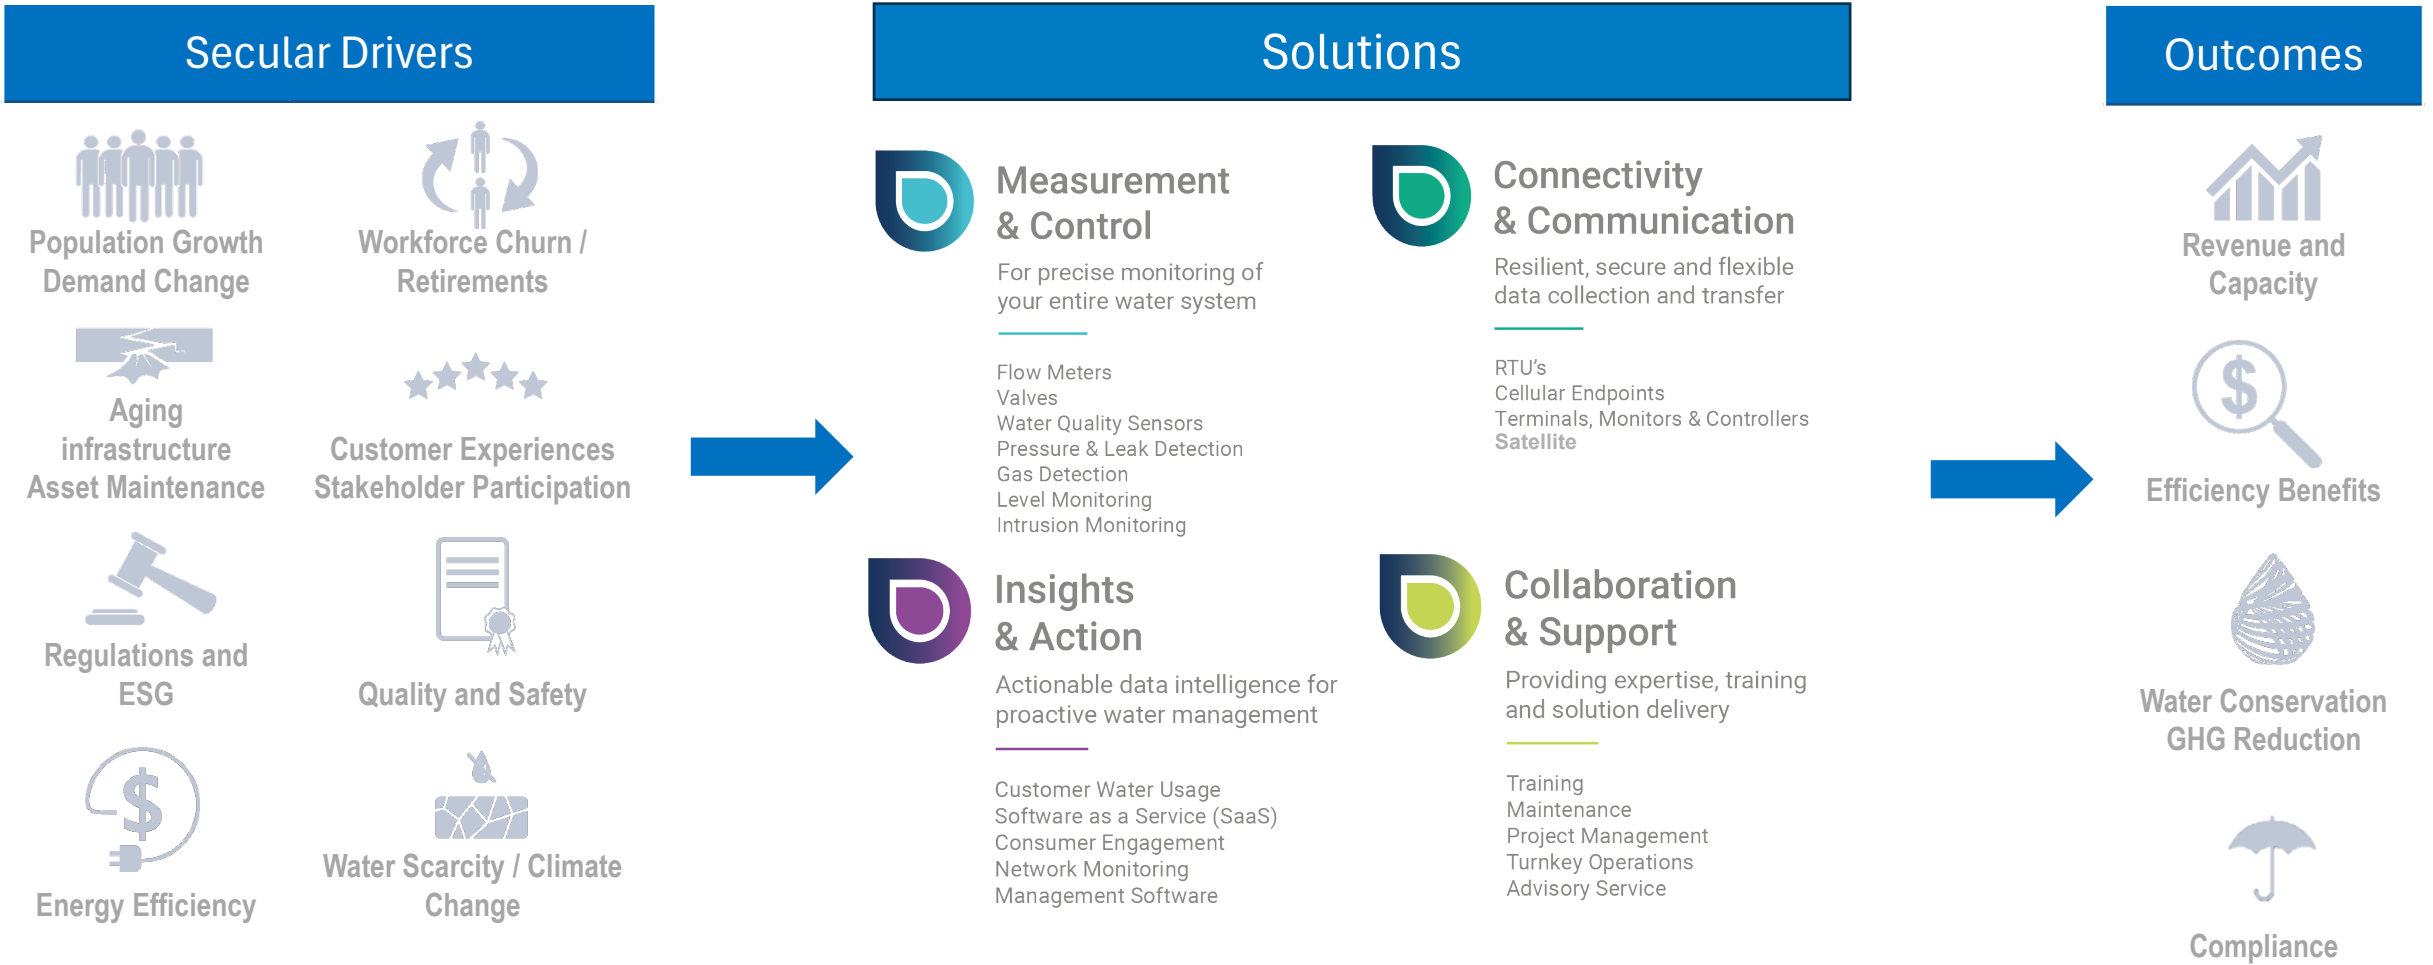 Secular Drivers
Population Growth
Demand Change
Workforce Churn /
Retirements
Aging
infrastructure
Asset Maintenance
Customer Experiences
Stakeholder Participation
Regulations and
ESG
Quality and Safety
Energy Efficiency
Water Scarcity / Climate
Change
Solutions
Measurement
& Control
For precise monitoring of
your entire water system
Flow Meters
Valves
Water Quality Sensors
Pressure & Leak Detection
Gas Detection
Level Monitoring
Intrusion Monitoring
Connectivity
& Communication
Resilient, secure and flexible
data collection and transfer
RTU’s
Cellular Endpoints
Terminals, Monitors & Controllers
Satellite
Insights
& Action
Actionable data intelligence for
proactive water management
Customer Water Usage
Software as a Service (SaaS)
Consumer Engagement
Network Monitoring
Management Software
Collaboration
& Support
Providing expertise, training
and solution delivery
Training
Maintenance
Project Management
Turnkey Operations
Advisory Service
Outcomes
Revenue and
Capacity
$
Efficiency Benefits
Water Conservation
GHG Reduction
Compliance